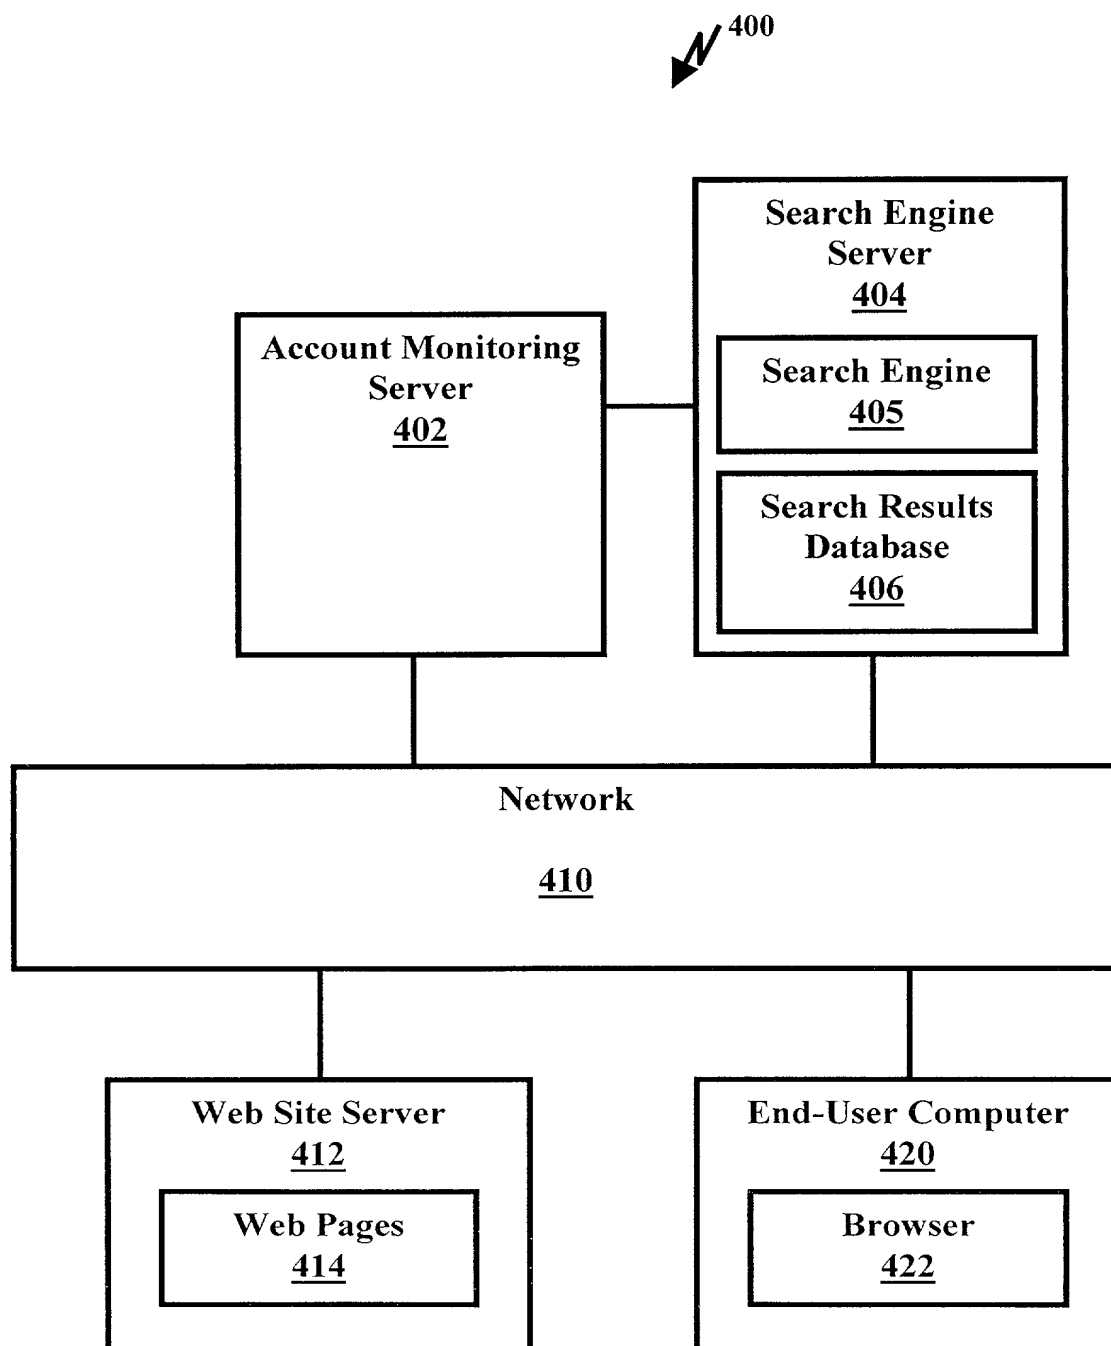 400
Search Engine
Server
404
Account Monitoring
Server
402
Search Engine
405
Search Results
Database
406
Network
410
Web Site Server
412
Web Pages
414
End-User Computer
420
Browser
422